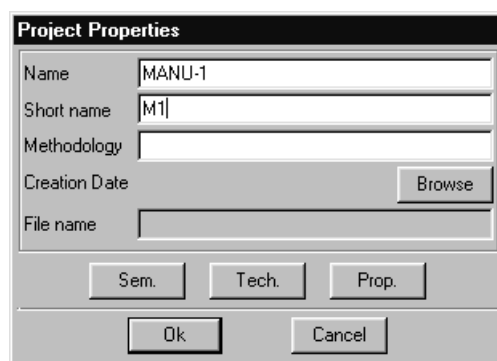 Project Properties
Name MANU-1
Short name M1
Methodology
Creation Date Browse
File name
Sem. Tech. Prop.
Ok Cancel